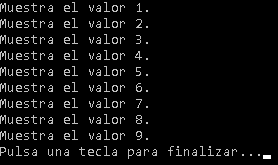 Muestra el valor 1.
Muestra el valor 2.
Muestra el valor 3.
Muestra el valor 4.
Muestra el valor 5.
Muestra el valor 6.
Muestra el valor 7.
Muestra el valor 8.
Muestra el valor 9.
Pulsa una tecla para finalizar..._